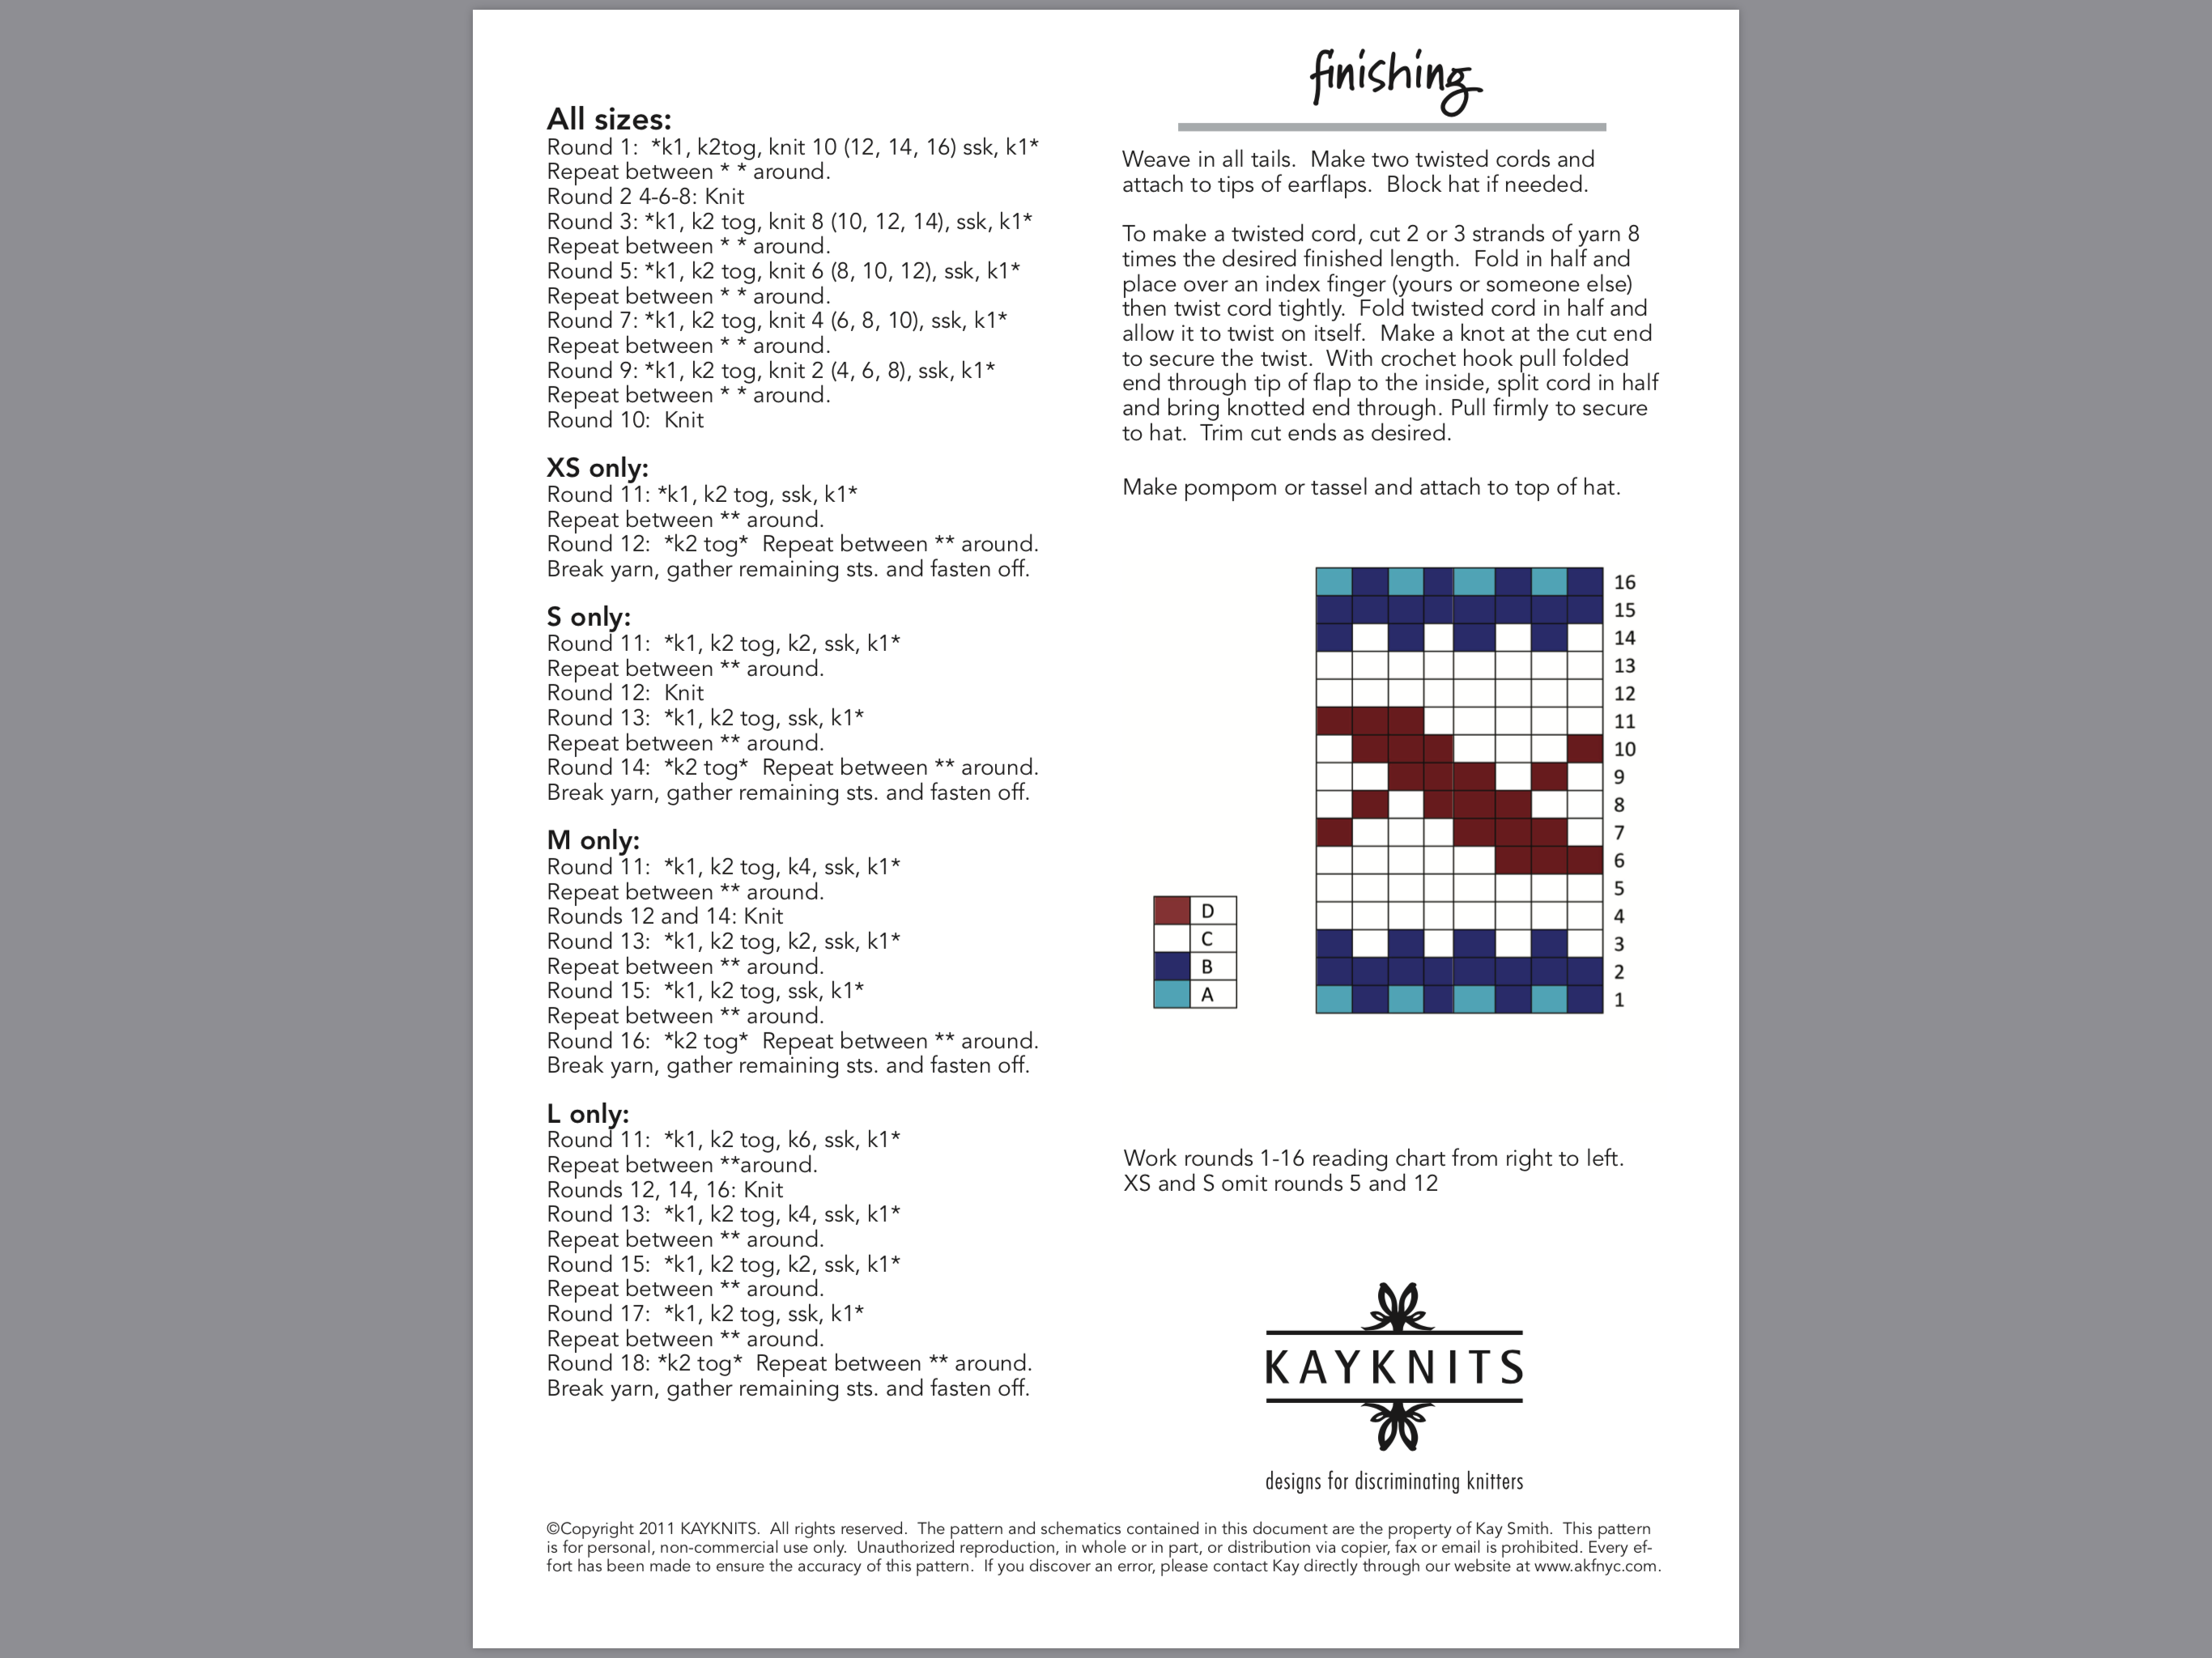 All sizes:
Round 1:  *k1, k2tog, knit 10 (12, 14, 16) ssk, k1*
Repeat between * * around.
Round 2 4-6-8: Knit
Round 3: *k1, k2 tog, knit 8 (10, 12, 14), ssk, k1*
Repeat between * * around.
Round 5: *k1, k2 tog, knit 6 (8, 10, 12), ssk, k1*
Repeat between * * around.
Round 7: *k1, k2 tog, knit 4 (6, 8, 10), ssk, k1*
Repeat between * * around.
Round 9: *k1, k2 tog, knit 2 (4, 6, 8), ssk, k1*
Repeat between * * around.
Round 10:  Knit
XS only:
Round 11: *k1, k2 tog, ssk, k1*
Repeat between ** around.
Round 12:  *k2 tog*  Repeat between ** around.
Break yarn, gather remaining sts. and fasten off.
S only:
Round 11:  *k1, k2 tog, k2, ssk, k1*
Repeat between ** around.
Round 12:  Knit
Round 13:  *k1, k2 tog, ssk, k1*
Repeat between ** around.
Round 14:  *k2 tog*  Repeat between ** around.
Break yarn, gather remaining sts. and fasten off.
M only:
Round 11:  *k1, k2 tog, k4, ssk, k1*
Repeat between ** around.
Rounds 12 and 14: Knit
Round 13:  *k1, k2 tog, k2, ssk, k1*
Repeat between ** around.
Round 15:  *k1, k2 tog, ssk, k1*
Repeat between ** around.
Round 16:  *k2 tog*  Repeat between ** around.
Break yarn, gather remaining sts. and fasten off.
L only:
Round 11:  *k1, k2 tog, k6, ssk, k1*
Repeat between **around.
Rounds 12, 14, 16: Knit
Round 13:  *k1, k2 tog, k4, ssk, k1*
Repeat between ** around.
Round 15:  *k1, k2 tog, k2, ssk, k1*
Repeat between ** around.
Round 17:  *k1, k2 tog, ssk, k1*
Repeat between ** around.
Round 18: *k2 tog*  Repeat between ** around.
Break yarn, gather remaining sts. and fasten off.
finishing
Weave in all tails.  Make two twisted cords and
attach to tips of earflaps.  Block hat if needed.
To make a twisted cord, cut 2 or 3 strands of yarn 8
times the desired finished length.  Fold in half and
place over an index finger (yours or someone else)
then twist cord tightly.  Fold twisted cord in half and
allow it to twist on itself.  Make a knot at the cut end
to secure the twist.  With crochet hook pull folded
end through tip of flap to the inside, split cord in half
and bring knotted end through. Pull firmly to secure
to hat.  Trim cut ends as desired.
Make pompom or tassel and attach to top of hat.
16
15
14
13
12
11
10
9
8
7
6
5
4
3
2
1
D
C
B
A
Work rounds 1-16 reading chart from right to left.
XS and S omit rounds 5 and 12
KAYKNITS
designs for discriminating knitters
©Copyright 2011 KAYKNITS.  All rights reserved.  The pattern and schematics contained in this document are the property of Kay Smith.  This pattern
is for personal, non-commercial use only.  Unauthorized reproduction, in whole or in part, or distribution via copier, fax or email is prohibited. Every ef-
fort has been made to ensure the accuracy of this pattern.  If you discover an error, please contact Kay directly through our website at www.akfnyc.com.